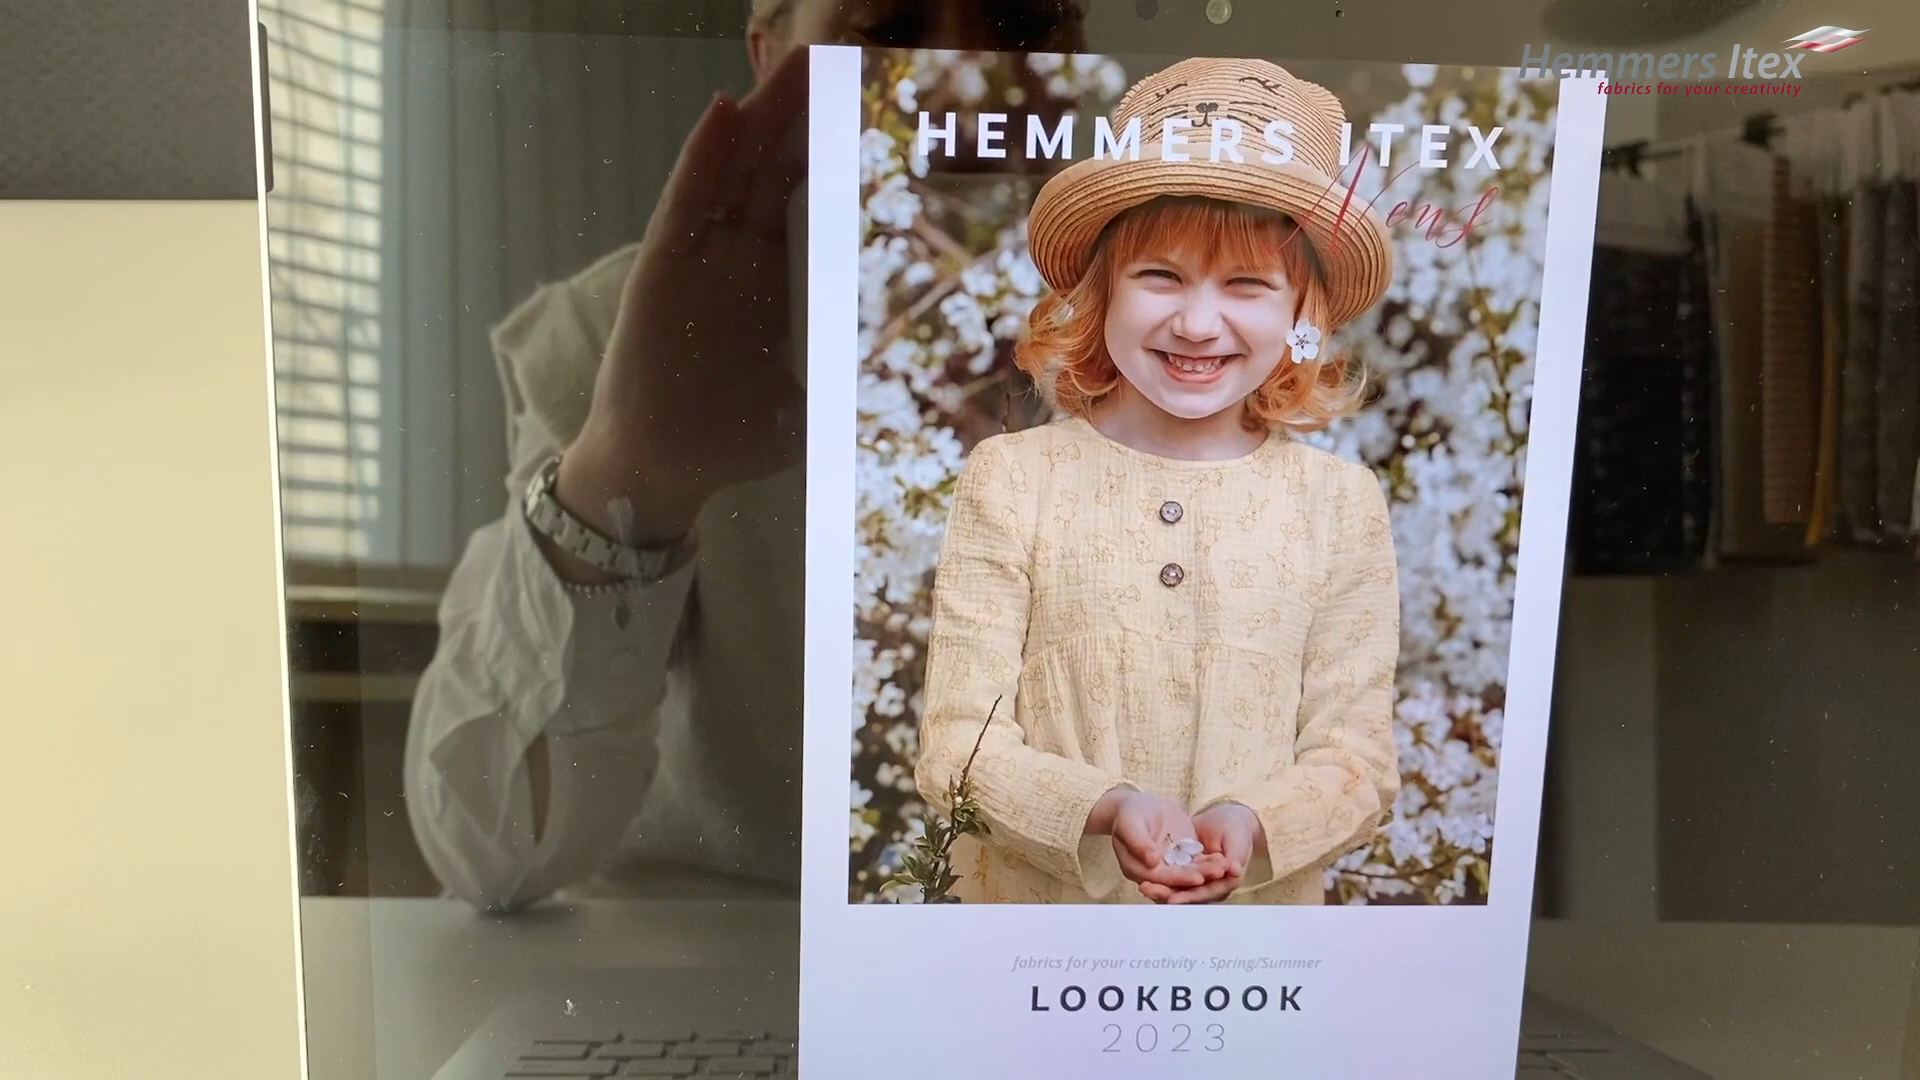 Hemmers Itex
fabrics for your creativity
HEMMERS ITEX
News
fabrics for your creativity · Spring/Summer
LOOKBOOK
2023